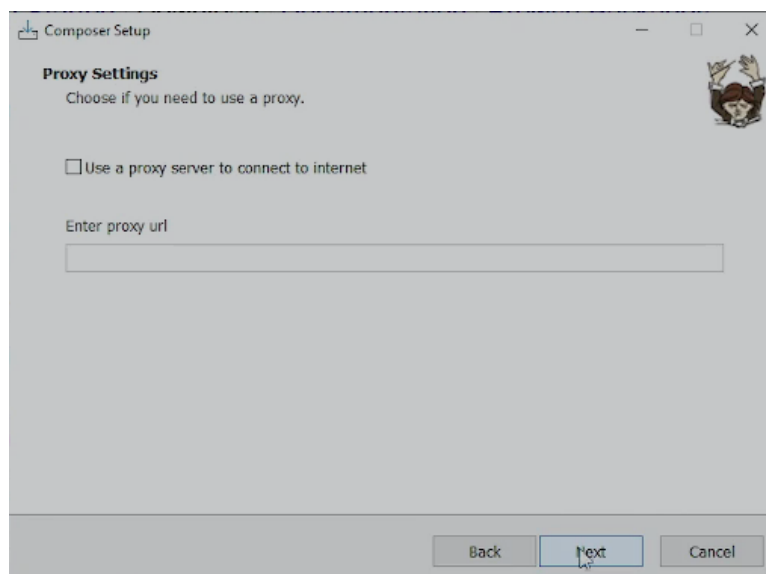 Composer Setup
Proxy Settings
Choose if you need to use a proxy.
Use a proxy server to connect to internet
Enter proxy url
Back
Next
Cancel